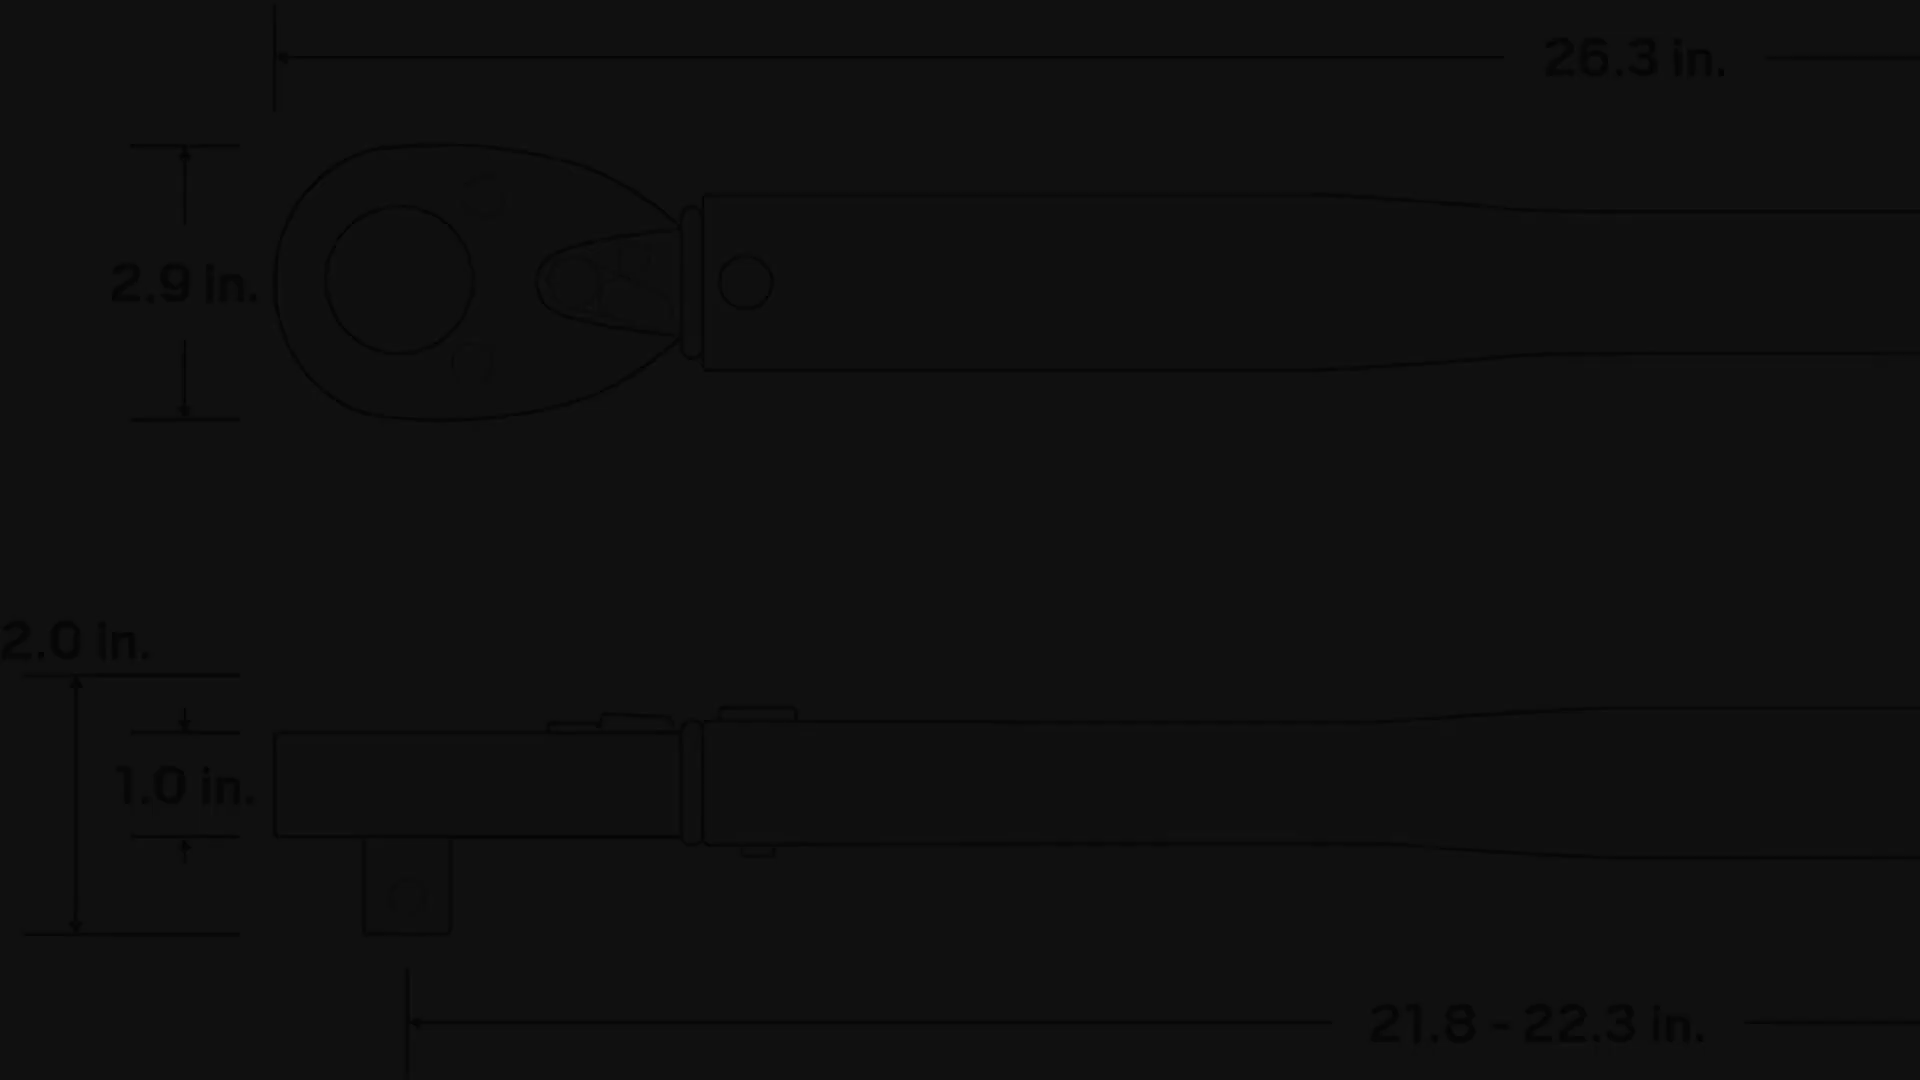 26.3 in.
2.9 in.
2.0 in.
1.0 in.
21.8 - 22.3 in.